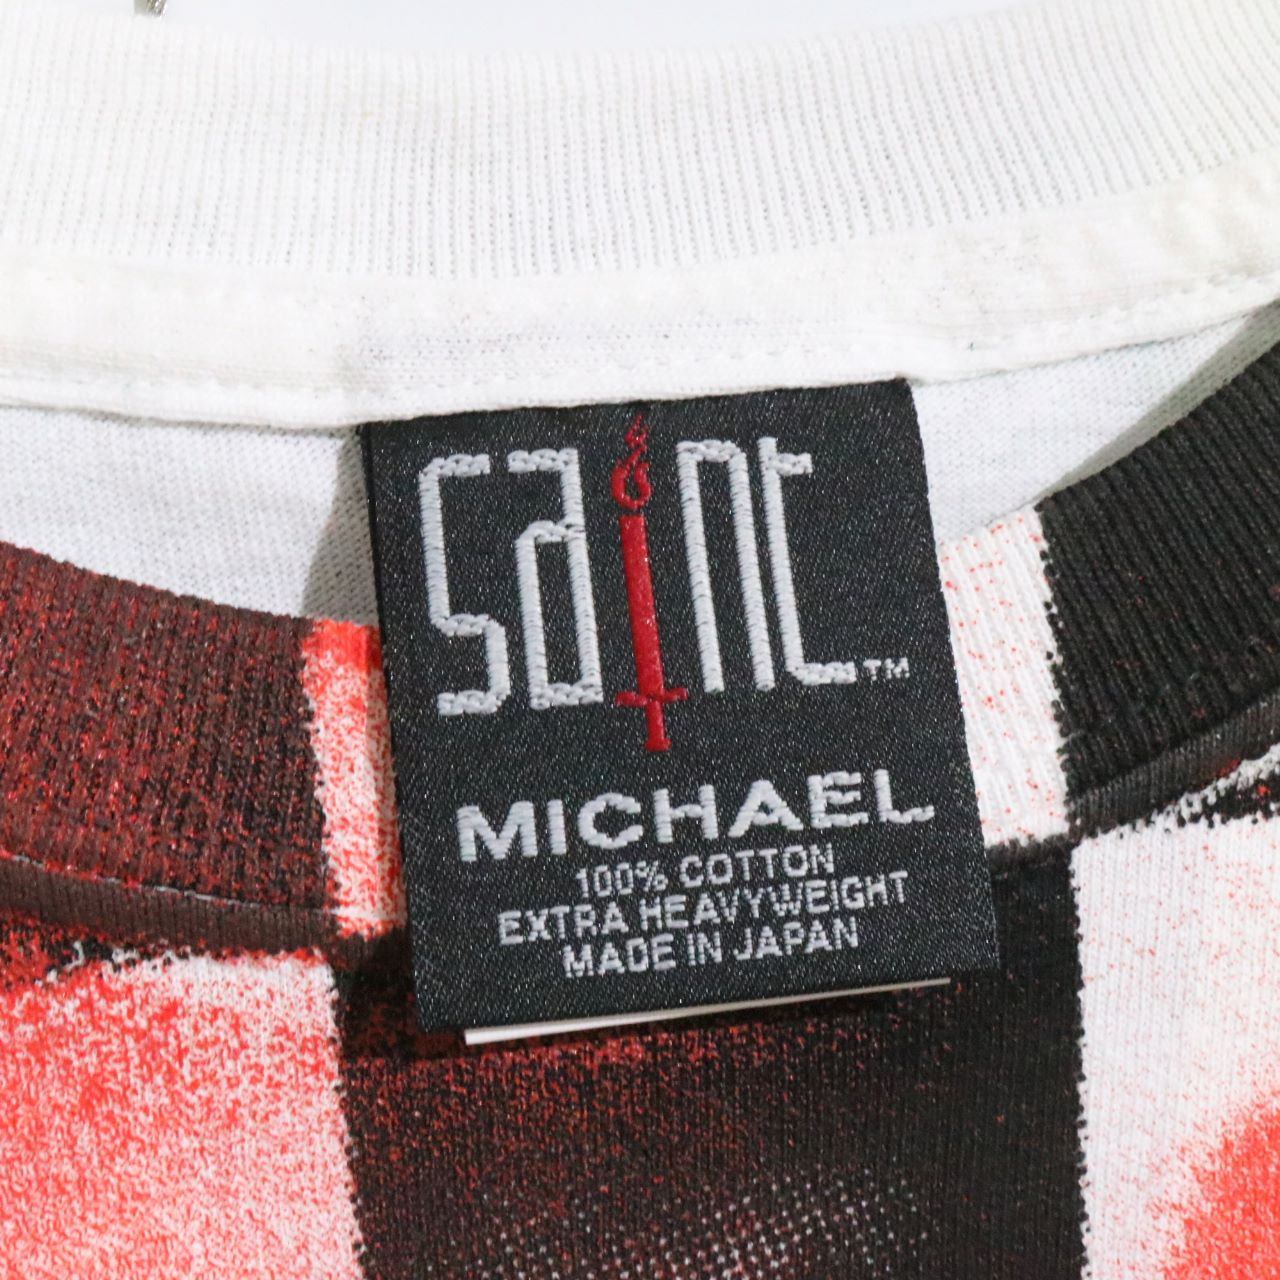 Saint™
MICHAEL
100% COTTON
EXTRA HEAVYWEIGHT
MADE IN JAPAN